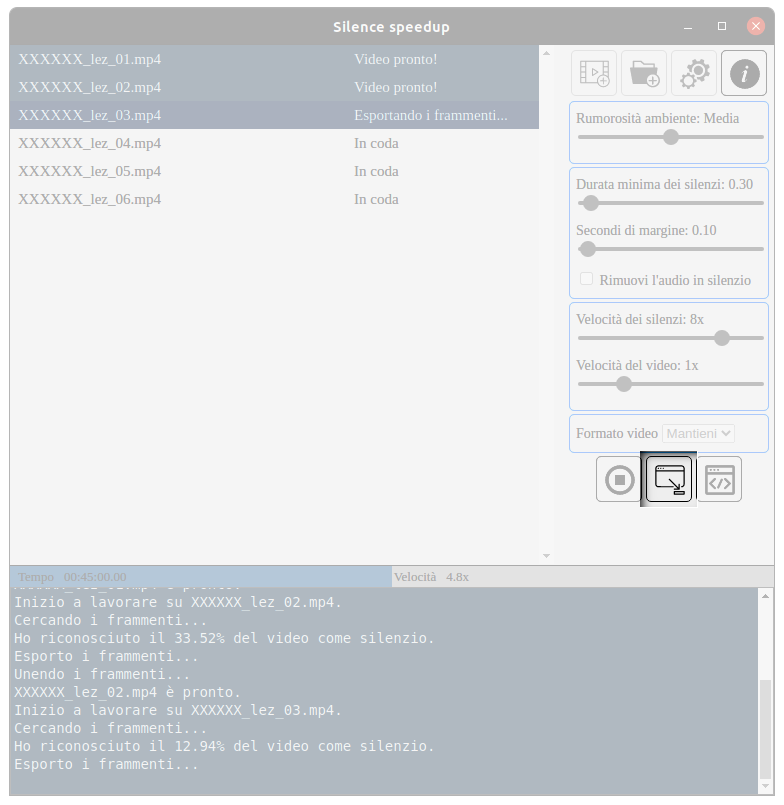 Silence speedup
XXXXXX_lez_01.mp4 Video pronto!
XXXXXX_lez_02.mp4 Video pronto!
XXXXXX_lez_03.mp4 Esportando i frammenti...
XXXXXX_lez_04.mp4 In coda
XXXXXX_lez_05.mp4 In coda
XXXXXX_lez_06.mp4 In coda
Rumorosità ambiente: Media
Durata minima dei silenzi: 0.30
Secondi di margine: 0.10
Rimuovi l'audio in silenzio
Velocità dei silenzi: 8x
Velocità del video: 1x
Formato video Mantieni
Tempo 00:45:00.00 Velocità 4.8x
Inizio a lavorare su XXXXXX_lez_02.mp4.
Cercando i frammenti...
Ho riconosciuto il 33.52% del video come silenzio.
Esporto i frammenti...
Unendo i frammenti...
XXXXXX_lez_02.mp4 è pronto.
Inizio a lavorare su XXXXXX_lez_03.mp4.
Cercando i frammenti...
Ho riconosciuto il 12.94% del video come silenzio.
Esporto i frammenti...